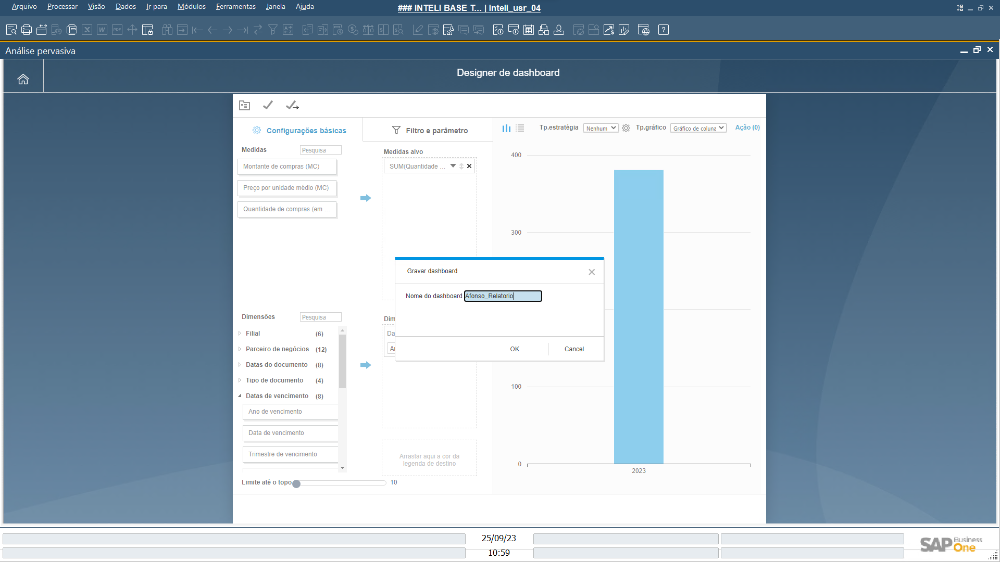 Arquivo Processar Visão Dados Ir para Módulos Ferramentas Janela Ajuda
### INTELI BASE T... | inteli_usr_04
Análise pervasiva
Designer de dashboard
Configurações básicas
Filtro e parâmetro
Tp.estratégia Nenhum Tp.gráfico Gráfico de coluna Ação (0)
Medidas Pesquisa
Montante de compras (MC)
Preço por unidade médio (MC)
Quantidade de compras (em ...
Medidas alvo
SUM(Quantidade ...
400
300
100
0
2023
Gravar dashboard
Nome do dashboard Afonso_Relatorio
OK Cancel
Dimensões Pesquisa
Filial (6)
Parceiro de negócios (12)
Datas do documento (8)
Tipo de documento (4)
Datas de vencimento (8)
Ano de vencimento
Data de vencimento
Trimestre de vencimento
Dim
Da
Arrastar aqui a cor da
legenda de destino
Limite até o topo 10
25/09/23
10:59
SAP Business One